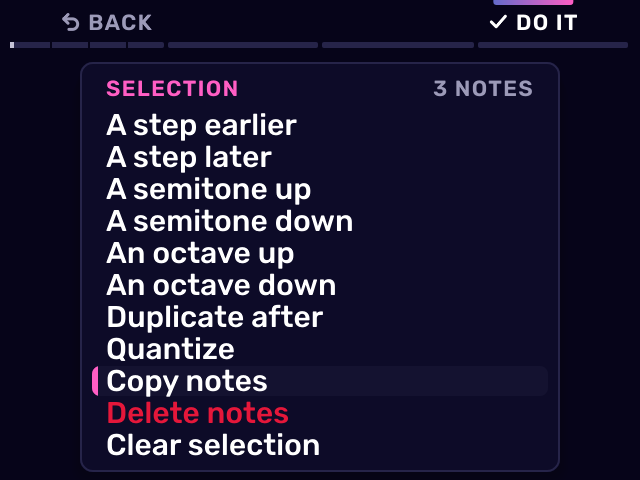 BACK
DO IT
SELECTION
3 NOTES
A step earlier
A step later
A semitone up
A semitone down
An octave up
An octave down
Duplicate after
Quantize
Copy notes
Delete notes
Clear selection